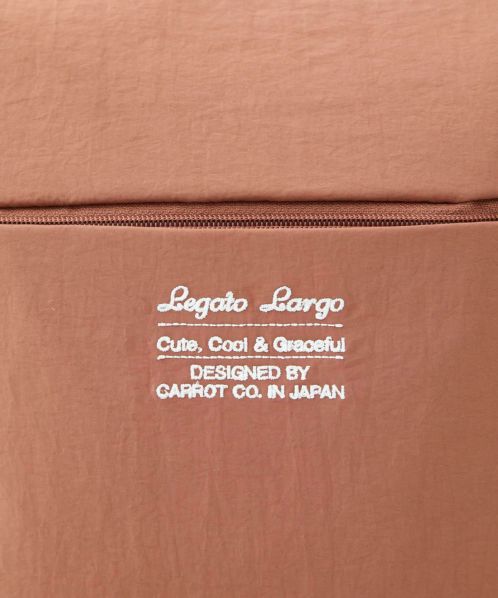 Legato Largo
Cute, Cool & Graceful
DESIGNED BY
CARROT CO. IN JAPAN